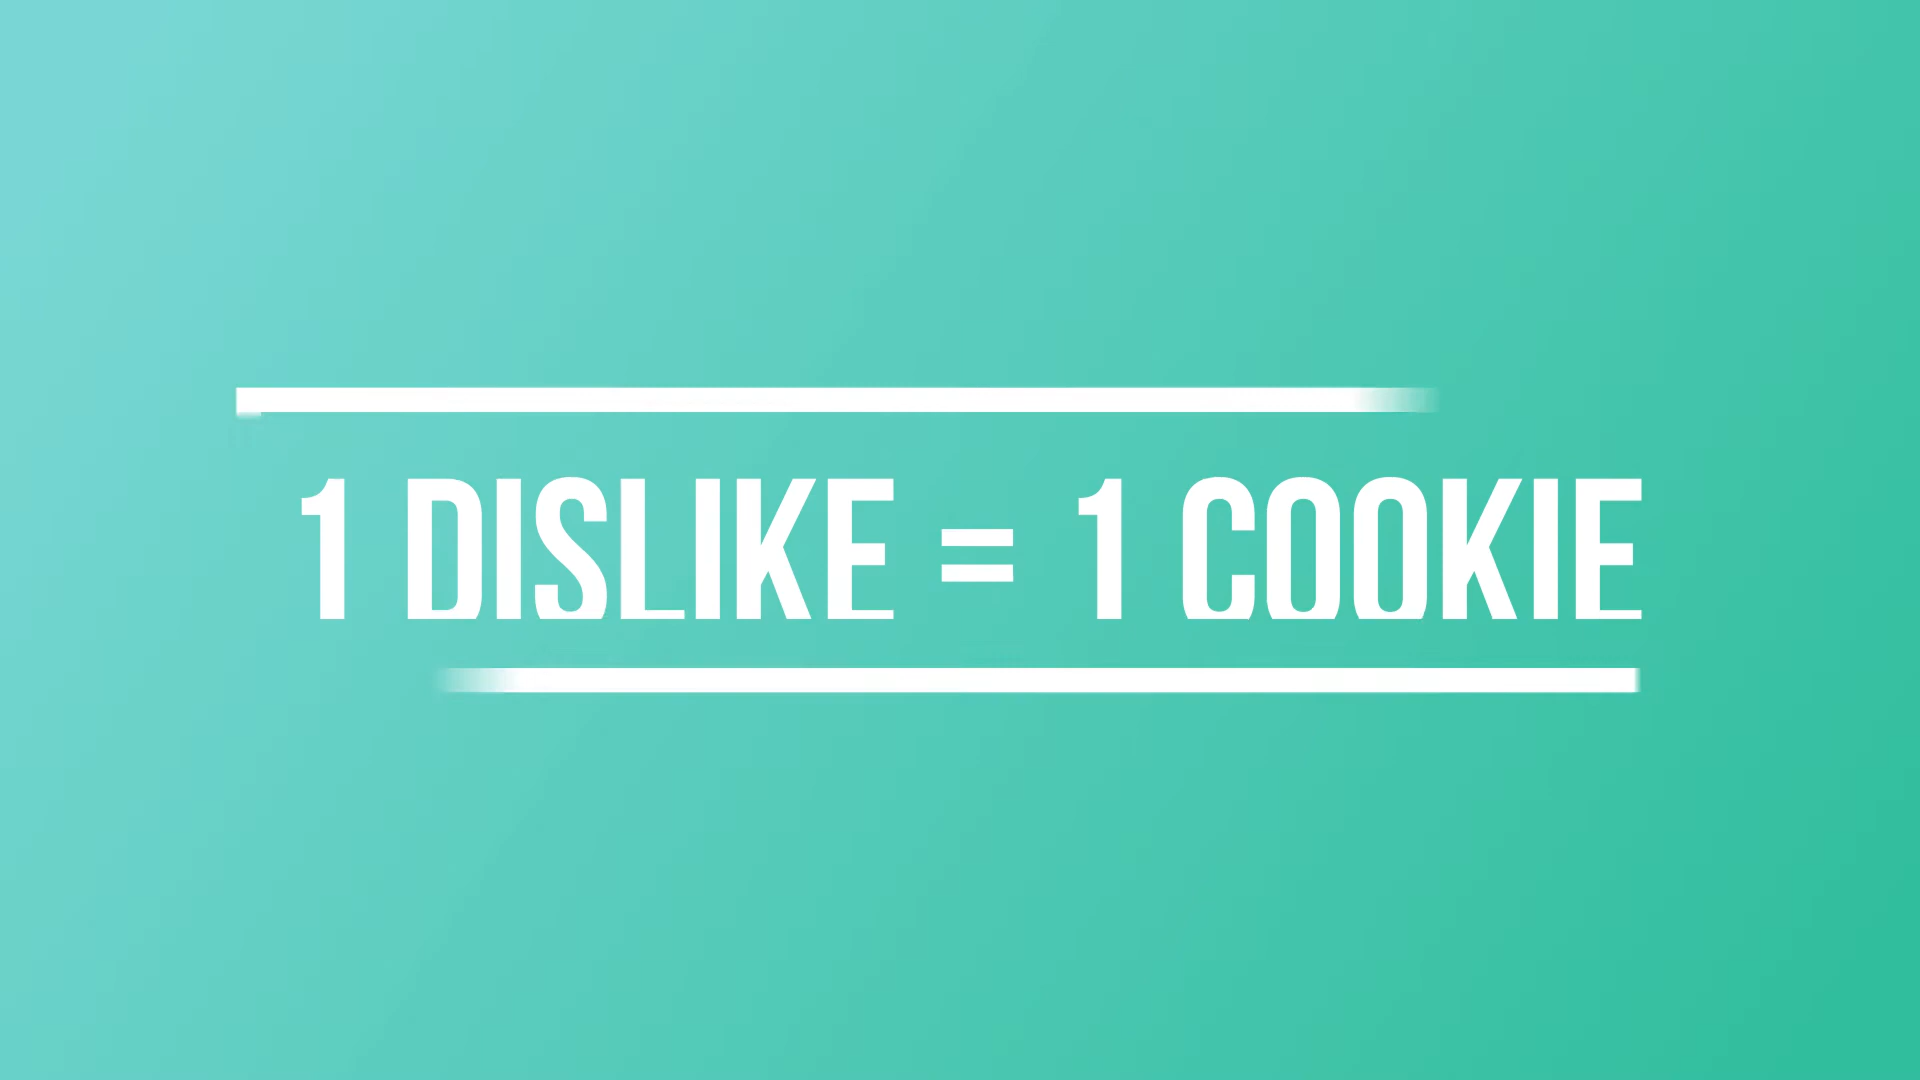 1 DISLIKE = 1 COOKIE